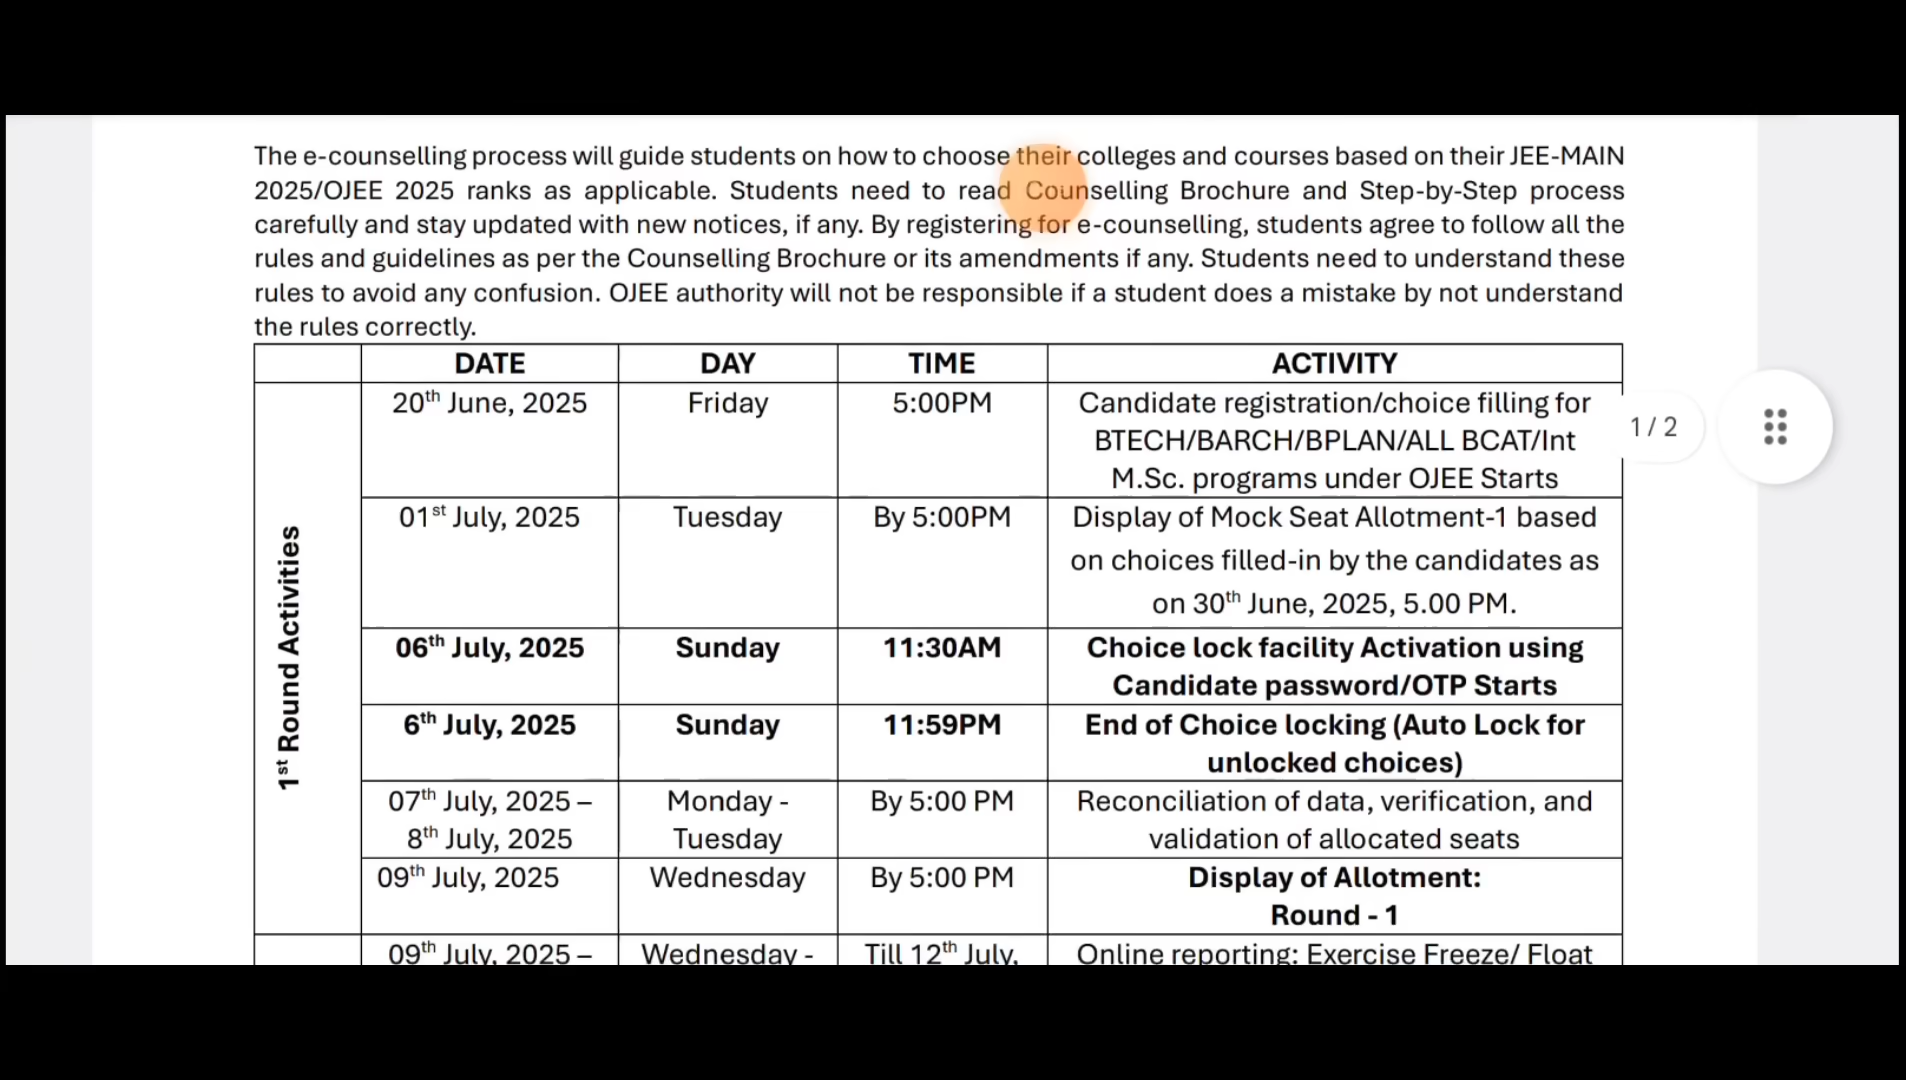 The e-counselling process will guide students on how to choose their colleges and courses based on their JEE-MAIN
2025/OJEE 2025 ranks as applicable. Students need to read Counselling Brochure and Step-by-Step process
carefully and stay updated with new notices, if any. By registering for e-counselling, students agree to follow all the
rules and guidelines as per the Counselling Brochure or its amendments if any. Students need to understand these
rules to avoid any confusion. OJEE authority will not be responsible if a student does a mistake by not understand
the rules correctly.
DATE DAY TIME ACTIVITY
1st Round Activities
20th June, 2025 Friday 5:00PM Candidate registration/choice filling for
BTECH/BARCH/BPLAN/ALL BCAT/Int
M.Sc. programs under OJEE Starts
1 / 2
01st July, 2025 Tuesday By 5:00PM Display of Mock Seat Allotment-1 based
on choices filled-in by the candidates as
on 30th June, 2025, 5.00 PM.
06th July, 2025 Sunday 11:30AM Choice lock facility Activation using
Candidate password/OTP Starts
6th July, 2025 Sunday 11:59PM End of Choice locking (Auto Lock for
unlocked choices)
07th July, 2025 – Monday - By 5:00 PM Reconciliation of data, verification, and
8th July, 2025 Tuesday validation of allocated seats
09th July, 2025 Wednesday By 5:00 PM Display of Allotment:
Round - 1
09th July, 2025 – Wednesday - Till 12th July, Online reporting: Exercise Freeze/ Float